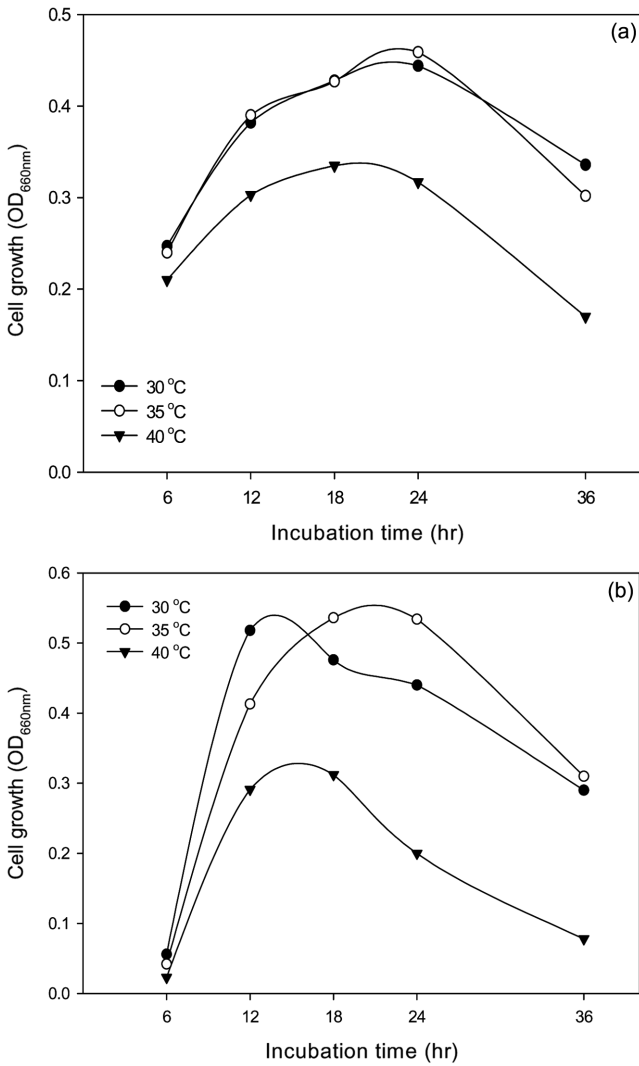 (a)
0.5
0.4
0.3
0.2
0.1
0.0
Cell growth (OD660nm)
30 °C
35 °C
40 °C
6 12 18 24 36
Incubation time (hr)
(b)
0.6
0.5
0.4
0.3
0.2
0.1
0.0
Cell growth (OD660nm)
30 °C
35 °C
40 °C
6 12 18 24 36
Incubation time (hr)